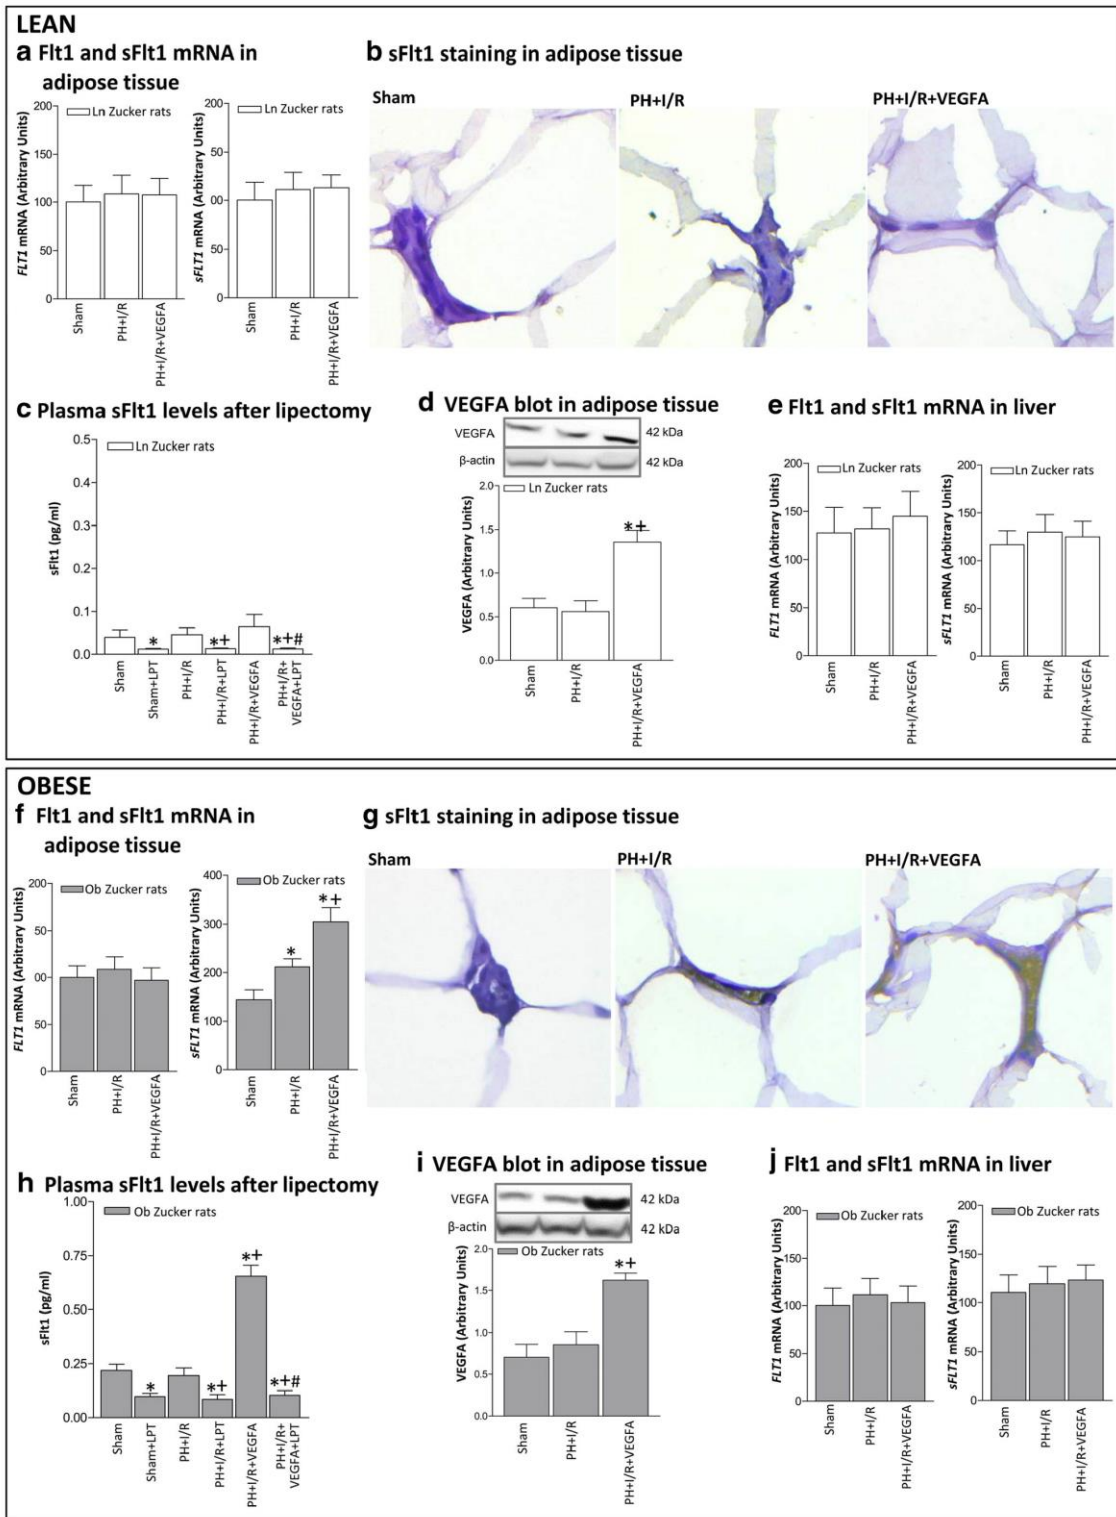 LEAN
a Flt1 and sFlt1 mRNA in
adipose tissue
FLT1 mRNA (Arbitrary Units)
200
150
100
50
0
Ln Zucker rats
Sham
PH+I/R
PH+I/R+VEGFA
sFLT1 mRNA (Arbitrary Units)
200
50
00
50
0
Ln Zucker rats
Sham
PH+I/R
PH+I/R+VEGFA
b sFlt1 staining in adipose tissue
Sham
PH+I/R
PH+I/R+VEGFA
c Plasma sFlt1 levels after lipectomy
sFlt1 (pg/ml)
0.5
0.4
0.3
0.2
0.1
0.0
Ln Zucker rats
*
*+
*+#
Sham
Sham+LPT
PH+I/R
PH+I/R+LPT
PH+I/R+VEGFA
PH+I/R+
VEGFA+LPT
d VEGFA blot in adipose tissue
VEGFA 42 kDa
β-actin 42 kDa
VEGFA (Arbitrary Units)
2.0
1.5
1.0
0.5
0.0
Ln Zucker rats
*+
Sham
PH+I/R
PH+I/R+VEGFA
e Flt1 and sFlt1 mRNA in liver
FLT1 mRNA (Arbitrary Units)
200
150
100
50
0
Ln Zucker rats
Sham
PH+I/R
PH+I/R+VEGFA
sFLT1 mRNA (Arbitrary Units)
200
150
100
50
0
Ln Zucker rats
Sham
PH+I/R
PH+I/R+VEGFA
OBESE
f Flt1 and sFlt1 mRNA in
adipose tissue
FLT1 mRNA (Arbitrary Units)
200
50
00
50
0
Ob Zucker rats
Sham
PH+I/R
PH+I/R+VEGFA
sFLT1 mRNA (Arbitrary Units)
400
300
200
100
0
Ob Zucker rats
*
*+
Sham
PH+I/R
PH+I/R+VEGFA
g sFlt1 staining in adipose tissue
Sham
PH+I/R
PH+I/R+VEGFA
h Plasma sFlt1 levels after lipectomy
sFlt1 (pg/ml)
1.00
0.75
0.50
0.25
0.00
Ob Zucker rats
*
*+
*+
*+#
Sham
Sham+LPT
PH+I/R
PH+I/R+LPT
PH+I/R+VEGFA
PH+I/R+
VEGFA+LPT
i VEGFA blot in adipose tissue
VEGFA 42 kDa
β-actin 42 kDa
VEGFA (Arbitrary Units)
2.0
1.5
1.0
0.5
0.0
Ob Zucker rats
*+
Sham
PH+I/R
PH+I/R+VEGFA
j Flt1 and sFlt1 mRNA in liver
FLT1 mRNA (Arbitrary Units)
200
150
100
50
0
Ob Zucker rats
Sham
PH+I/R
PH+I/R+VEGFA
sFLT1 mRNA (Arbitrary Units)
200
150
100
50
0
Ob Zucker rats
Sham
PH+I/R
PH+I/R+VEGFA